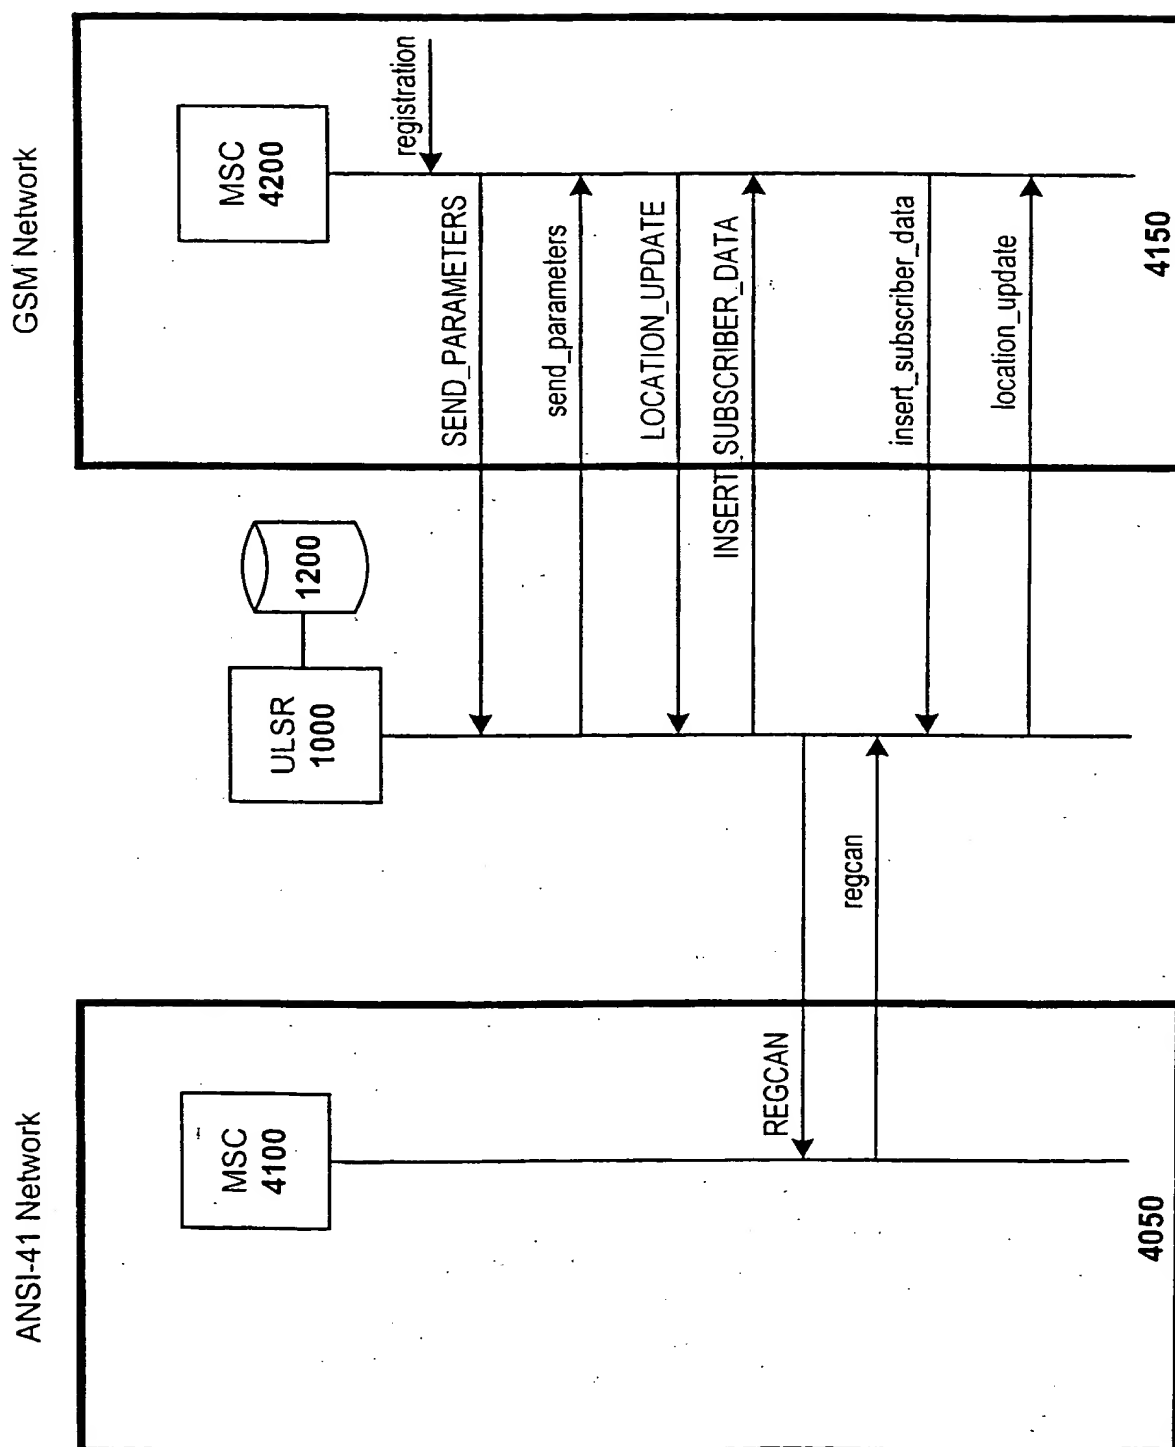 ANSI-41 Network
GSM Network
MSC
4100
ULSR
1000
1200
MSC
4200
registration
SEND_PARAMETERS
send_parameters
LOCATION_UPDATE
INSERT_SUBSCRIBER_DATA
REGCAN
regcan
insert_subscriber_data
location_update
4050
4150